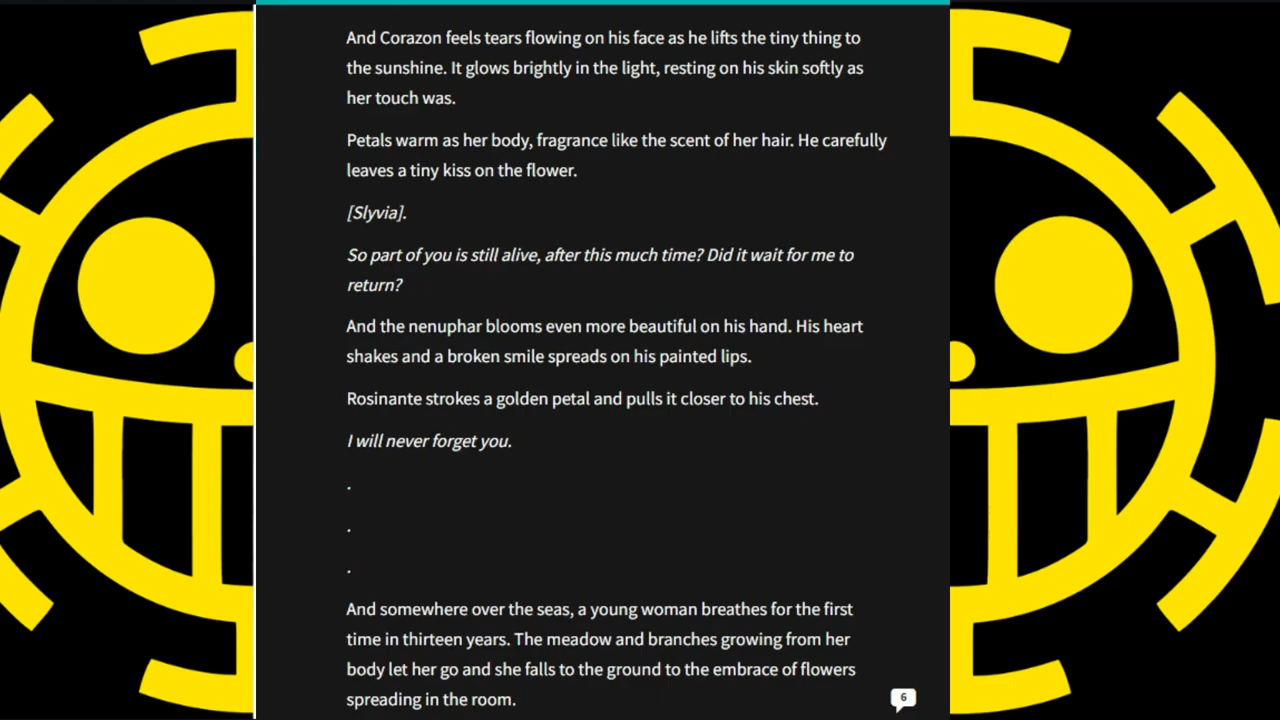 And Corazon feels tears flowing on his face as he lifts the tiny thing to
the sunshine. It glows brightly in the light, resting on his skin softly as
her touch was.
Petals warm as her body, fragrance like the scent of her hair. He carefully
leaves a tiny kiss on the flower.
[Slyvia].
So part of you is still alive, after this much time? Did it wait for me to
return?
And the nenuphar blooms even more beautiful on his hand. His heart
shakes and a broken smile spreads on his painted lips.
Rosinante strokes a golden petal and pulls it closer to his chest.
I will never forget you.
.
.
.
And somewhere over the seas, a young woman breathes for the first
time in thirteen years. The meadow and branches growing from her
body let her go and she falls to the ground to the embrace of flowers
spreading in the room.
6